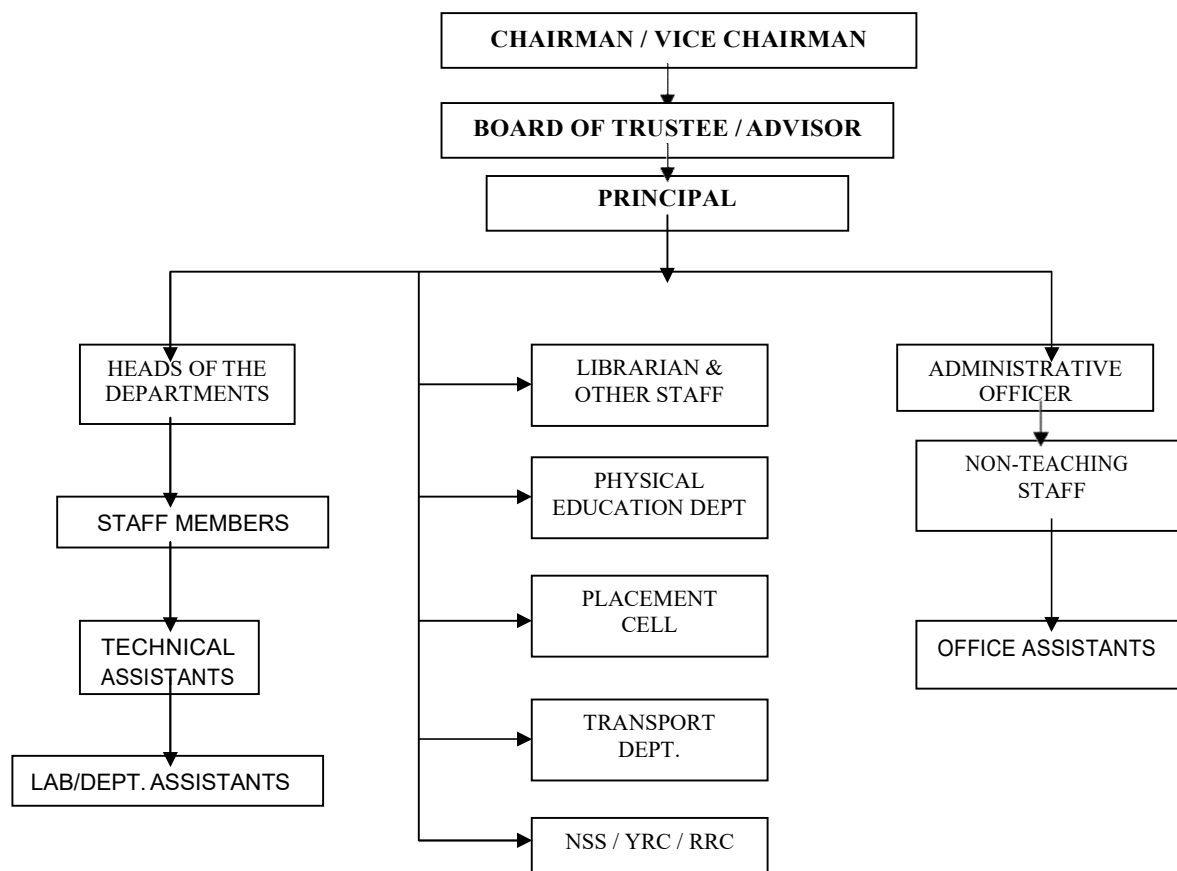 CHAIRMAN / VICE CHAIRMAN
BOARD OF TRUSTEE / ADVISOR
PRINCIPAL
HEADS OF THE
DEPARTMENTS
STAFF MEMBERS
TECHNICAL
ASSISTANTS
LAB/DEPT. ASSISTANTS
LIBRARIAN &
OTHER STAFF
PHYSICAL
EDUCATION DEPT
PLACEMENT
CELL
TRANSPORT
DEPT.
NSS / YRC / RRC
ADMINISTRATIVE
OFFICER
NON-TEACHING
STAFF
OFFICE ASSISTANTS